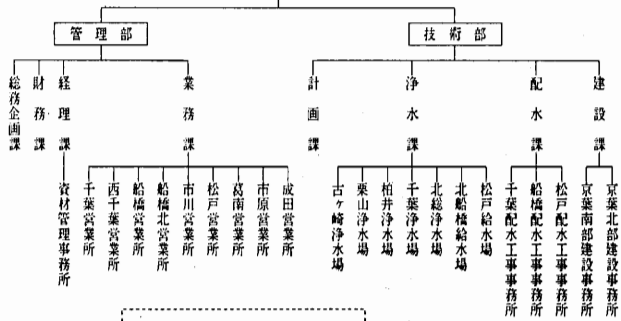 管理部
技術部
総務企画課
財務課
経理課
業務課
計画課
浄水課
配水課
建設課
資材管理事務所
千葉営業所
西千葉営業所
船橋営業所
船橋北営業所
市川営業所
松戸営業所
葛南営業所
市原営業所
成田営業所
古ヶ崎浄水場
栗山浄水場
柏井浄水場
千葉浄水場
北総浄水場
北船橋給水場
松戸給水場
千葉配水工事事務所
船橋配水工事事務所
松戸配水工事事務所
京葉南部建設事務所
京葉北部建設事務所